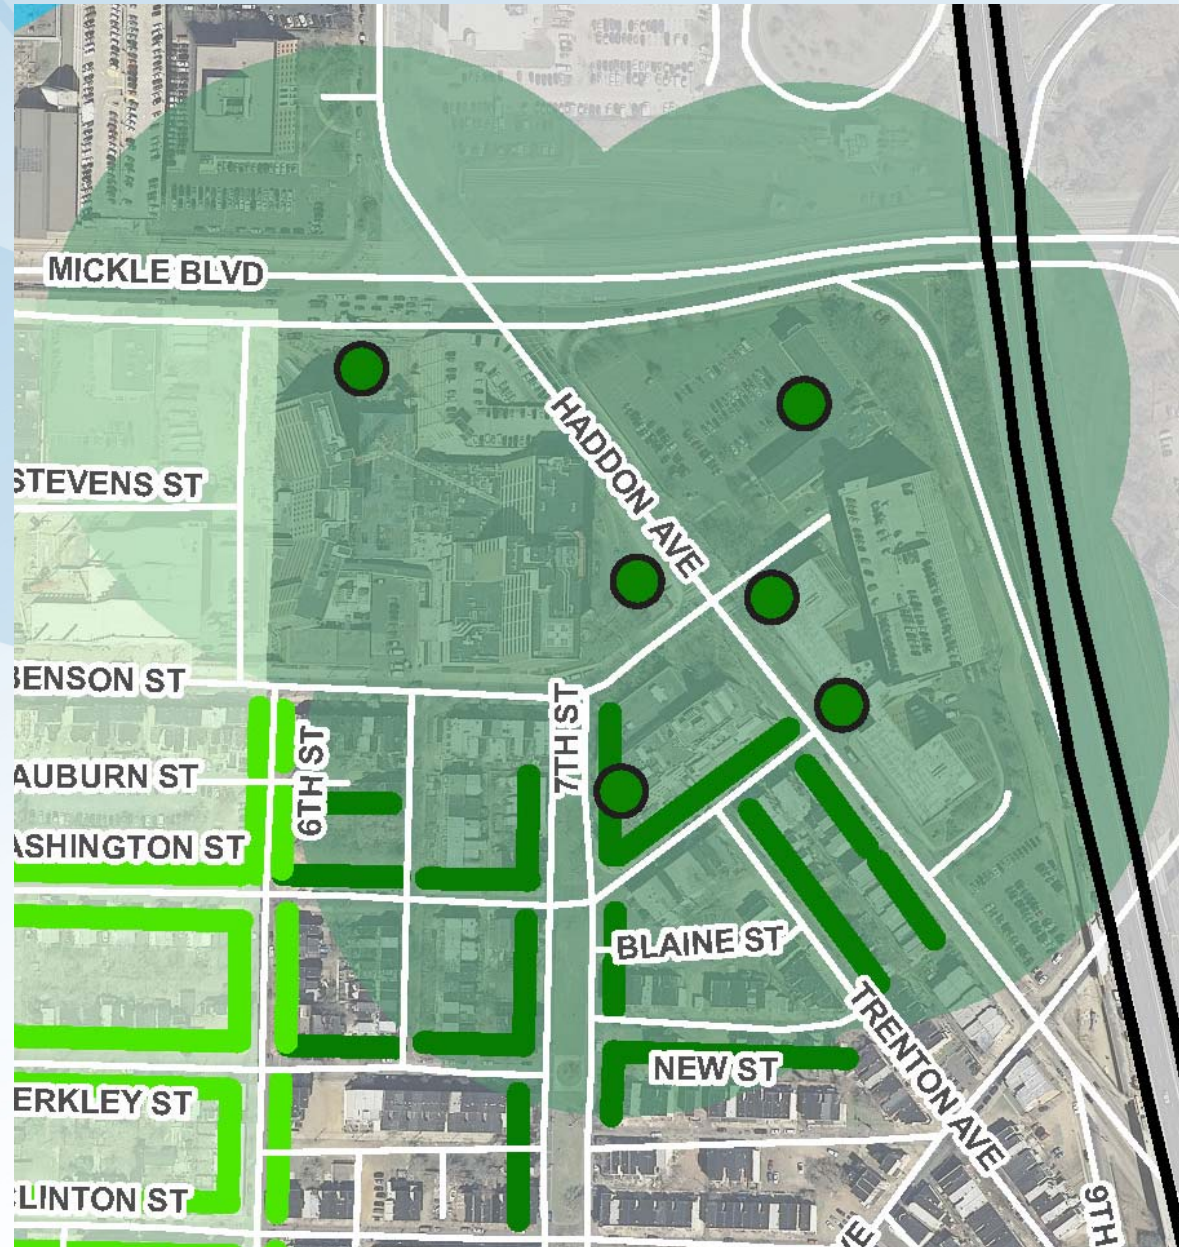 MICKLE BLVD
HADDON AVE
STEVENS ST
BENSON ST
7TH ST
6TH ST
AUBURN ST
ASHINGTON ST
BLAINE ST
TRENTON AVE
NEW ST
ERKLEY ST
CLINTON ST
9TH
VE